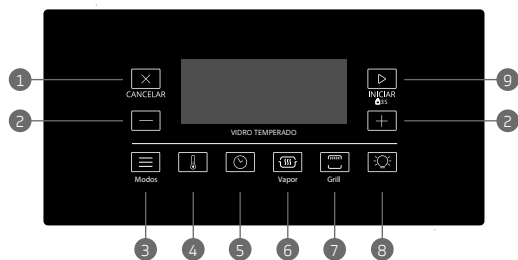 1
9
CANCELAR
INICIAR
3S
2
2
VIDRO TEMPERADO
Modos
Vapor
Grill
3
4
5
6
7
8